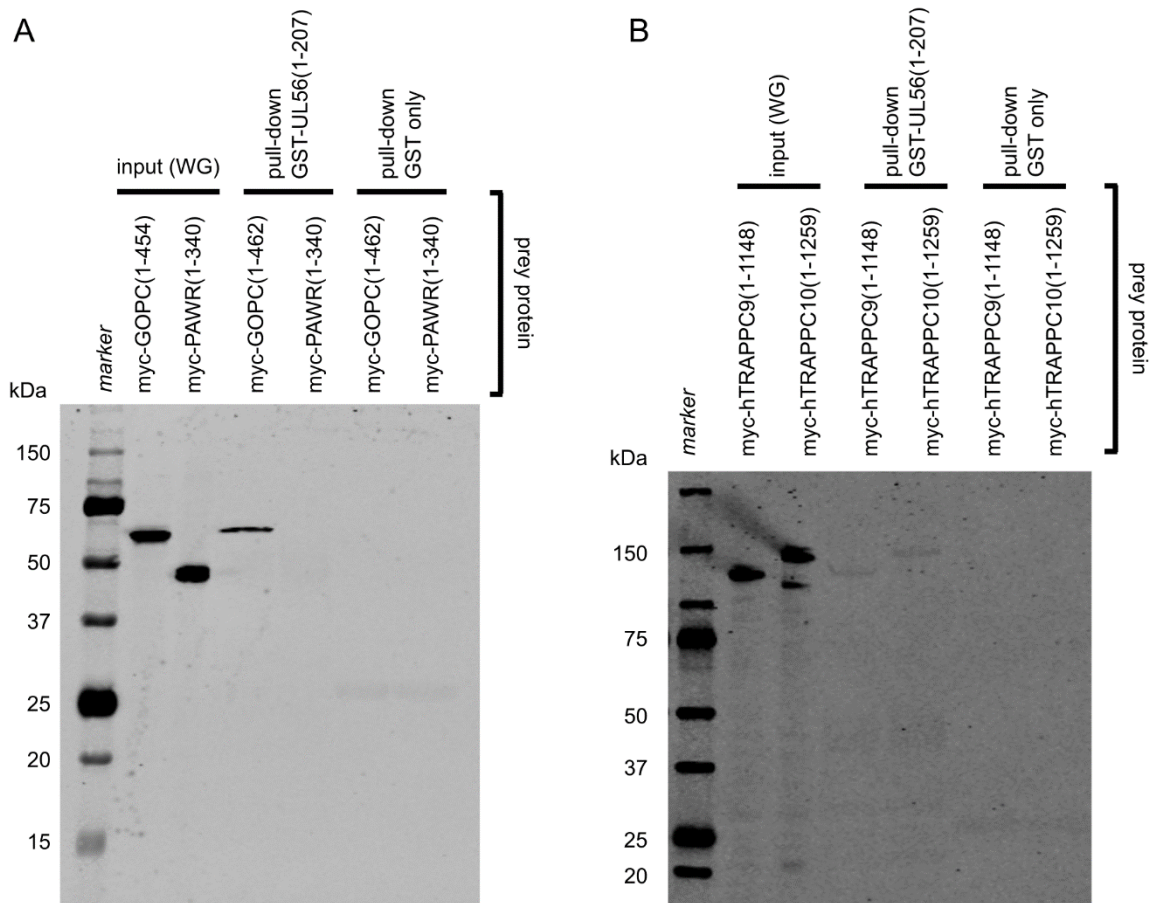 A
input (WG)
pull-down
GST-UL56(1-207)
pull-down
GST only
marker
myc-GOPC(1-454)
myc-PAWR(1-340)
myc-GOPC(1-462)
myc-PAWR(1-340)
myc-GOPC(1-462)
myc-PAWR(1-340)
prey protein
kDa
150
75
50
37
25
20
15
B
input (WG)
pull-down
GST-UL56(1-207)
pull-down
GST only
marker
myc-hTRAPPC9(1-1148)
myc-hTRAPPC10(1-1259)
myc-hTRAPPC9(1-1148)
myc-hTRAPPC10(1-1259)
myc-hTRAPPC9(1-1148)
myc-hTRAPPC10(1-1259)
prey protein
kDa
150
75
50
37
25
20